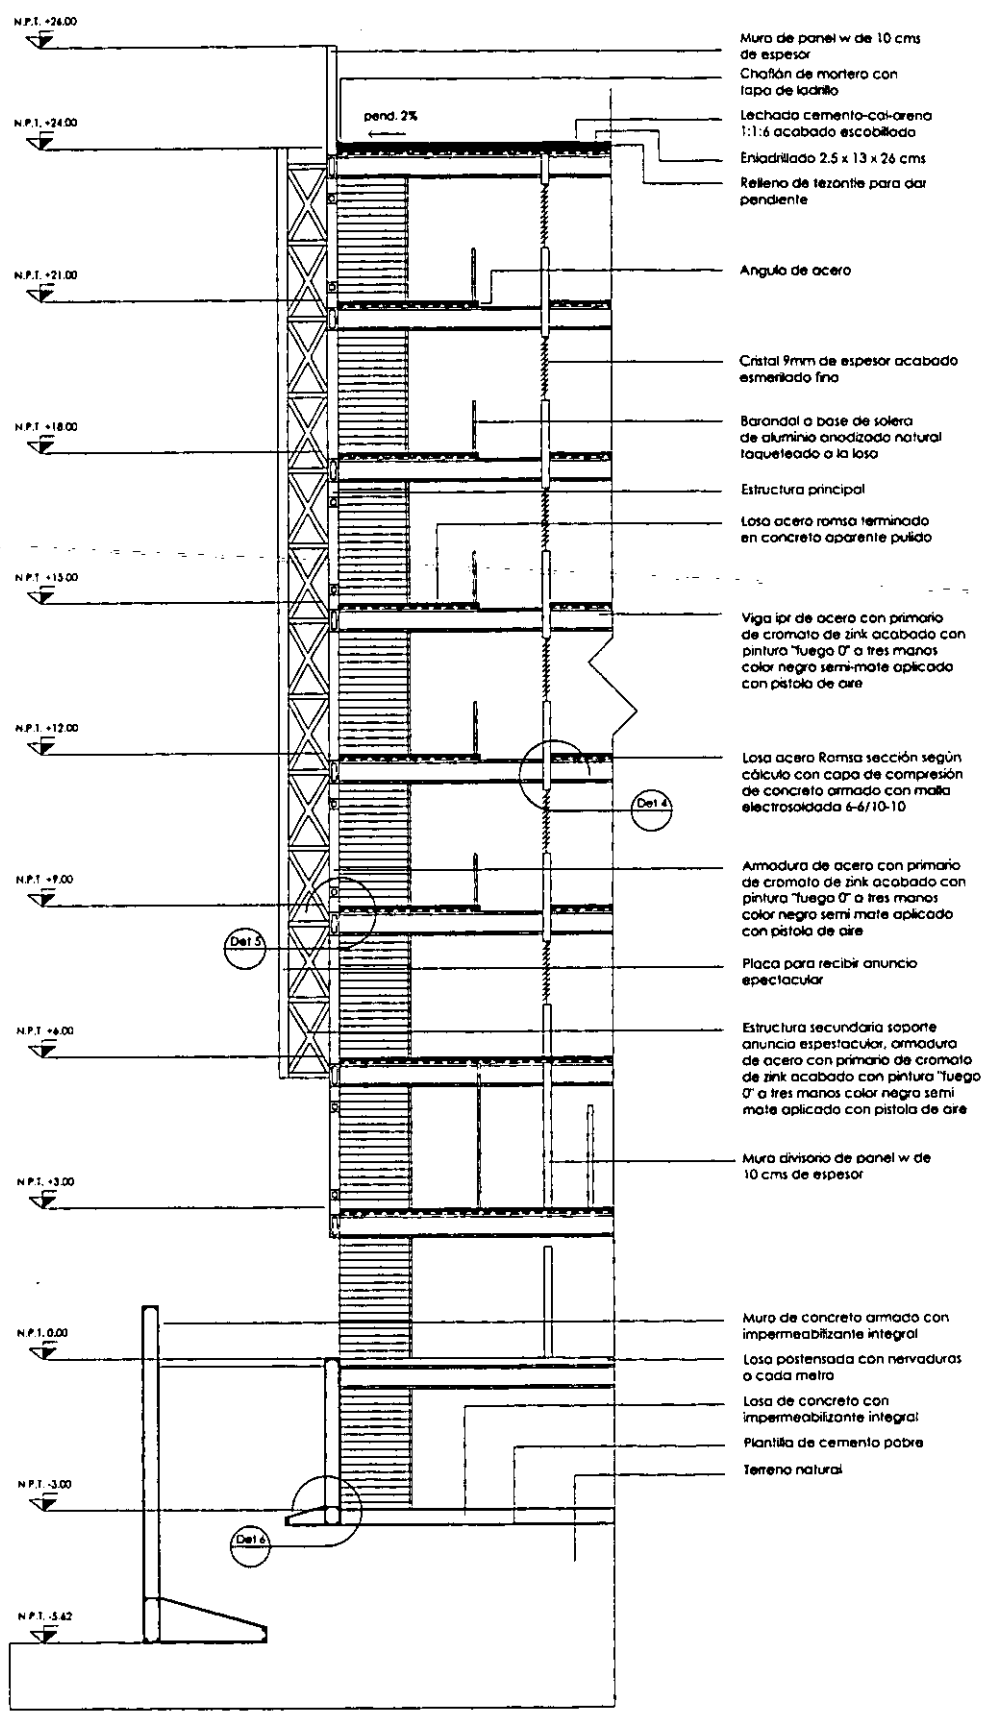 N.P.T. +26.00
N.P.T. +24.00
N.P.T. +21.00
N.P.T +18.00
N.P.T +15.00
N.P.T. +12.00
N.P.T +9.00
N.P.T +6.00
N.P.T. +3.00
N.P.T. 0.00
N.P.T. -3.00
N.P.T. -5.62
pend. 2%
Det 4
Det 5
Det 6
Muro de panel w de 10 cms
de espesor
Chaflán de mortero con
tapa de ladrillo
Lechada cemento-cal-arena
1:1:6 acabado escobillado
Enladrillado 2.5 x 13 x 26 cms
Relleno de tezontle para dar
pendiente
Angulo de acero
Cristal 9mm de espesor acabado
esmerilado fino
Barandal a base de solera
de aluminio anodizado natural
taqueteado a la losa
Estructura principal
Losa acero romsa terminado
en concreto aparente pulido
Viga ipr de acero con primario
de cromato de zink acabado con
pintura "fuego 0" a tres manos
color negro semi-mate aplicado
con pistola de aire
Losa acero Romsa sección según
cálculo con capa de compresión
de concreto armado con malla
electrosoldada 6-6/10-10
Armadura de acero con primario
de cromato de zink acabado con
pintura "fuego 0" a tres manos
color negro semi mate aplicado
con pistola de aire
Placa para recibir anuncio
epectacular
Estructura secundaria soporte
anuncio espestacular, armadura
de acero con primario de cromato
de zink acabado con pintura "fuego
0" a tres manos color negro semi
mate aplicado con pistola de aire
Muro divisorio de panel w de
10 cms de espesor
Muro de concreto armado con
impermeabilizante integral
Losa postensada con nervaduras
a cada metro
Losa de concreto con
impermeabilizante integral
Plantilla de cemento pobre
Terreno natural